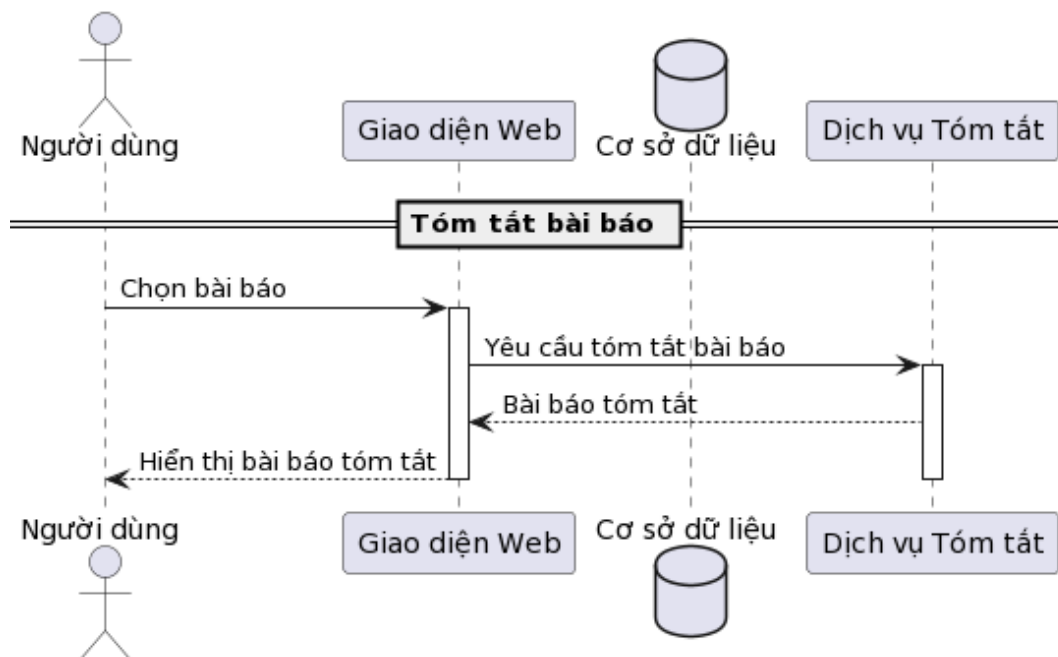 Người dùng
Giao diện Web
Cơ sở dữ liệu
Dịch vụ Tóm tắt
Tóm tắt bài báo
Chọn bài báo
Yêu cầu tóm tắt bài báo
Bài báo tóm tắt
Hiển thị bài báo tóm tắt
Người dùng
Giao diện Web
Cơ sở dữ liệu
Dịch vụ Tóm tắt